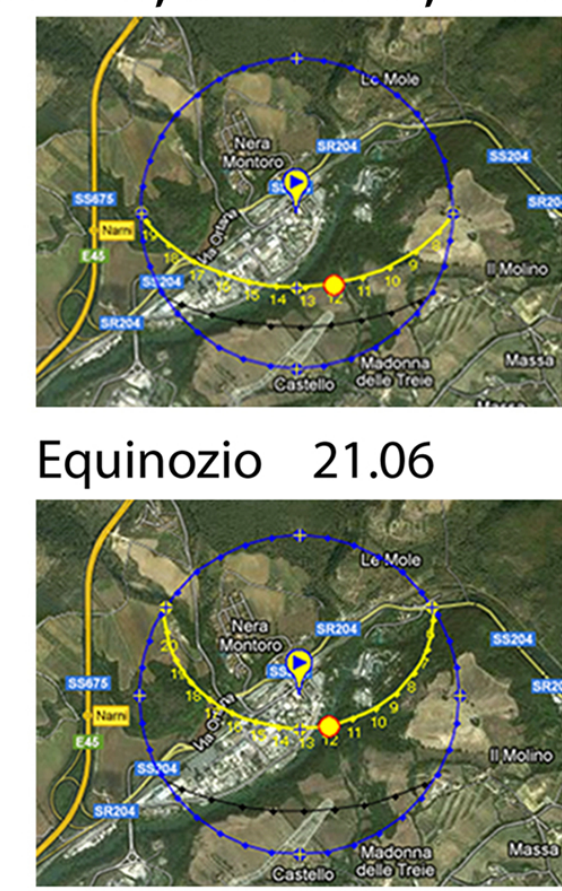 Le Mole
Nera
Montoro
SR204
SS204
SS675
SR20
Narni
Via Ortana
E45
19
18
17
15
14
13
12
11
10
9
8
Il Molino
SS204
SR204
Massa
Madonna
delle Treie
Castello
Equinozio 21.06
Le Mole
Nera
Montoro
SR204
SS204
SS675
SR20
Narni
Via Ortana
E45
20
19
18
17
16
15
14
13
12
11
10
9
8
7
6
Il Molino
SS204
SR204
Massa
Madonna
delle Treie
Castello